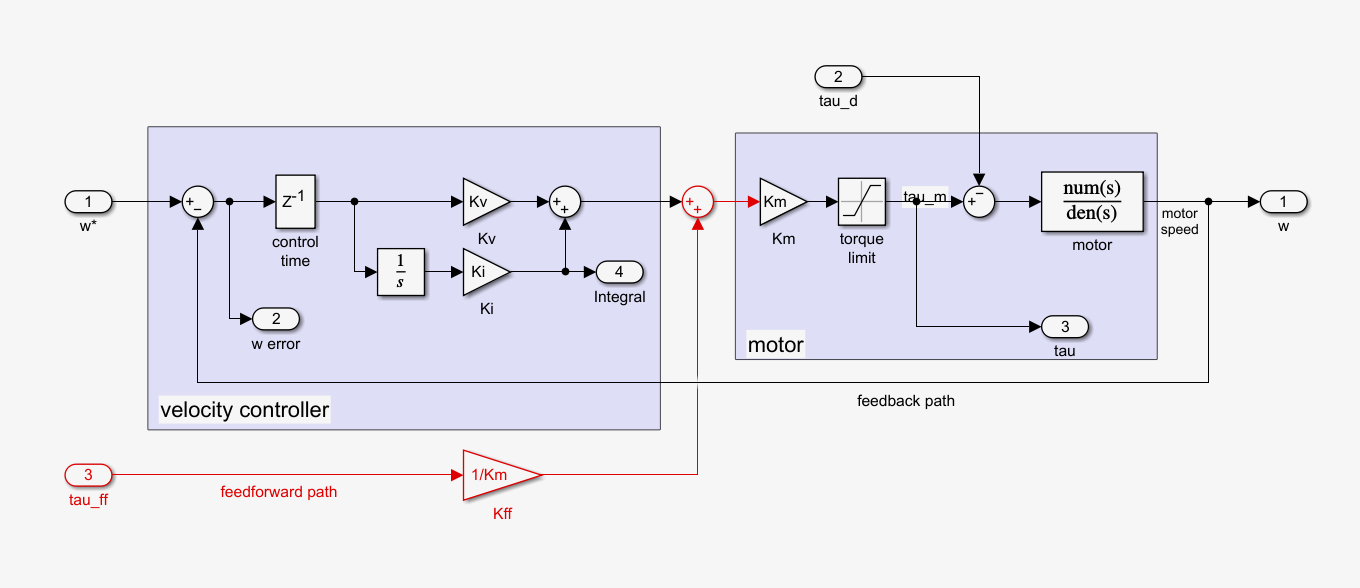 2
tau_d
1
w*
+
−
Z-1
control
time
Kv
Kv
+
+
1
s
Ki
Ki
4
Integral
2
w error
velocity controller
+
+
Km
Km
torque
limit
tau_m
−
+
num(s)
den(s)
motor
motor
speed
1
w
3
tau
motor
feedback path
3
tau_ff
feedforward path
1/Km
Kff